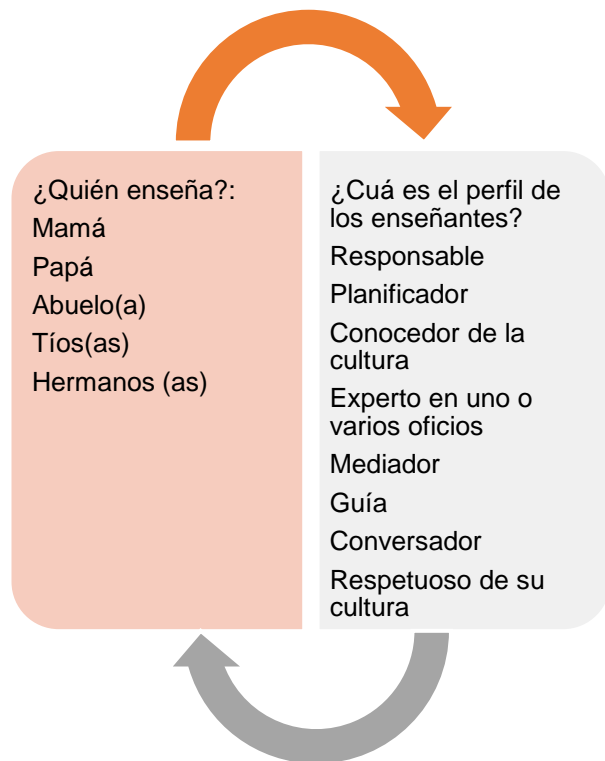 ¿Quién enseña?:
Mamá
Papá
Abuelo(a)
Tíos(as)
Hermanos (as)
¿Cuá es el perfil de
los enseñantes?
Responsable
Planificador
Conocedor de la
cultura
Experto en uno o
varios oficios
Mediador
Guía
Conversador
Respetuoso de su
cultura